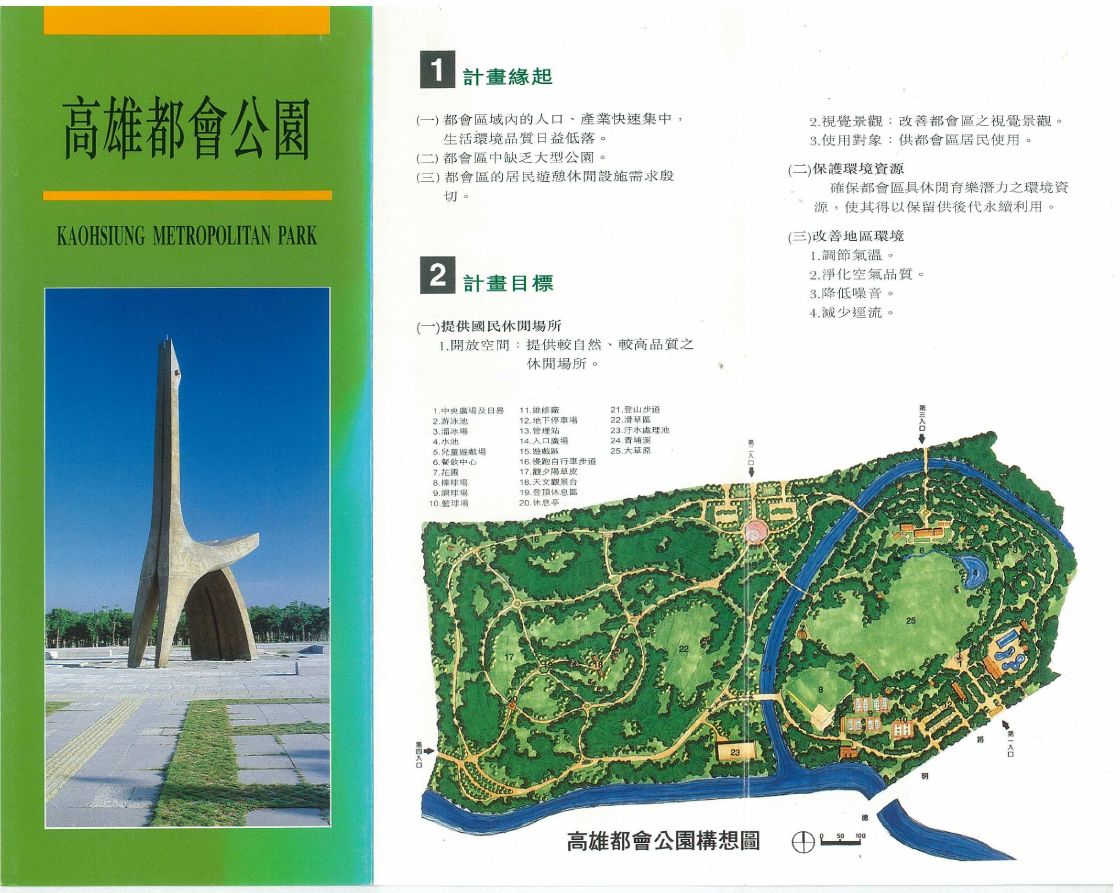 高雄都會公園
KAOHSIUNG METROPOLITAN PARK
1 計畫緣起
(一) 都會區域內的人口、產業快速集中，
生活環境品質日益低落。
(二) 都會區中缺乏大型公園。
(三) 都會區的居民遊憩休閒設施需求殷
切。
2 計畫目標
(一)提供國民休閒場所
1.開放空間：提供較自然、較高品質之
休閒場所。
2.視覺景觀：改善都會區之視覺景觀。
3.使用對象：供都會區居民使用。
(二)保護環境資源
確保都會區具休閒育樂潛力之環境資
源，使其得以保留供後代永續利用。
(三)改善地區環境
1.調節氣溫。
2.淨化空氣品質。
3.降低噪音。
4.減少逕流。
1.中央廣場及日晷
2.游泳池
3.溜冰場
4.水池
5.兒童遊戲場
6.餐飲中心
7.花圃
8.棒球場
9.網球場
10.籃球場
11.維修廠
12.地下停車場
13.管理站
14.入口廣場
15.遊戲區
16.慢跑自行車步道
17.觀夕陽草皮
18.天文觀景台
19.登頂休息區
20.休息亭
21.登山步道
22.滑草區
23.汙水處理池
24.青埔溪
25.大草原
第三入口
第二入口
16
6
4
25
17
22
24
8
10
23
第四入口
第一入口
路
明
德
高雄都會公園構想圖
0 50 100